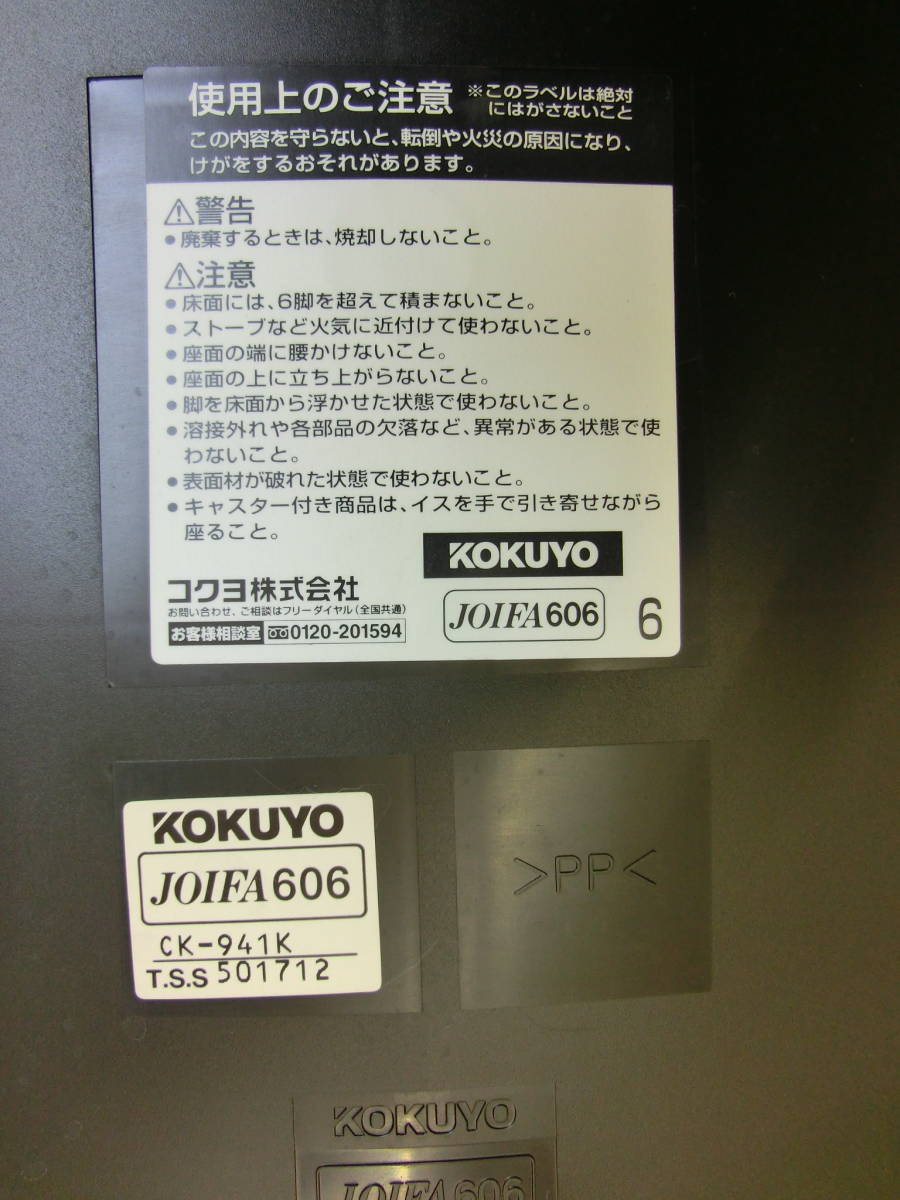 使用上のご注意 ※このラベルは絶対
にはがさないこと
この内容を守らないと、転倒や火災の原因になり、
けがをするおそれがあります。
⚠警告
●廃棄するときは、焼却しないこと。
⚠注意
●床面には、6脚を超えて積まないこと。
●ストーブなど火気に近付けて使わないこと。
●座面の端に腰かけないこと。
●座面の上に立ち上がらないこと。
●脚を床面から浮かせた状態で使わないこと。
●溶接外れや各部品の欠落など、異常がある状態で使
わないこと。
●表面材が破れた状態で使わないこと。
●キャスター付き商品は、イスを手で引き寄せながら
座ること。
KOKUYO
コクヨ株式会社
お問い合わせ、ご相談はフリーダイヤル(全国共通)
お客様相談室 0120-201594
JOIFA606
6
KOKUYO
JOIFA606
CK-941K
T.S.S 501712
>PP<
KOKUYO
JOIFA606